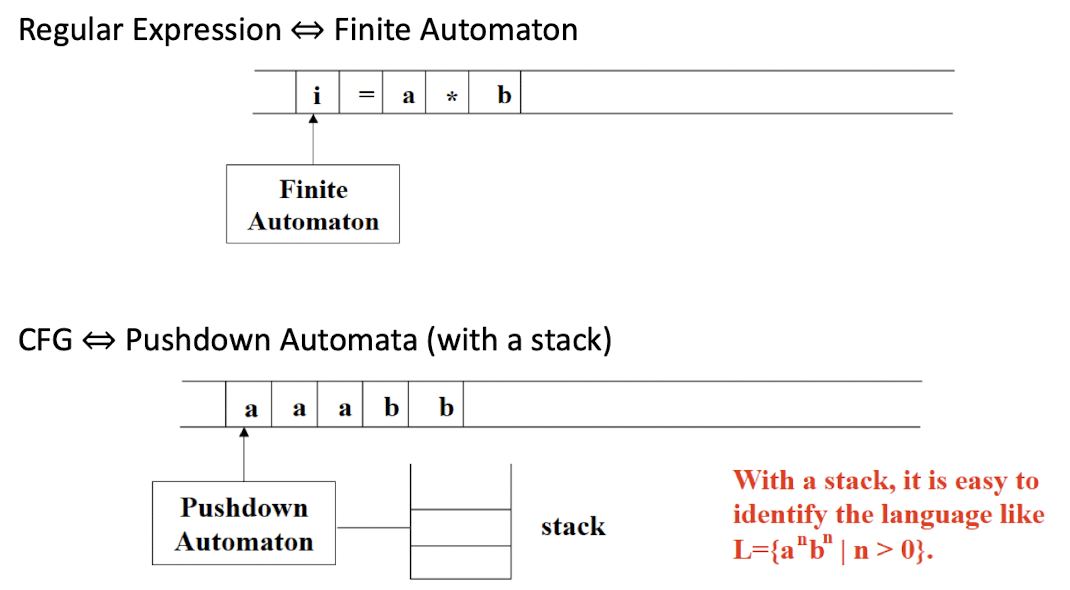 Regular Expression ⇔ Finite Automaton
i = a * b
Finite
Automaton
CFG ⇔ Pushdown Automata (with a stack)
a a a b b
Pushdown
Automaton
stack
With a stack, it is easy to
identify the language like
L={aⁿbⁿ | n > 0}.